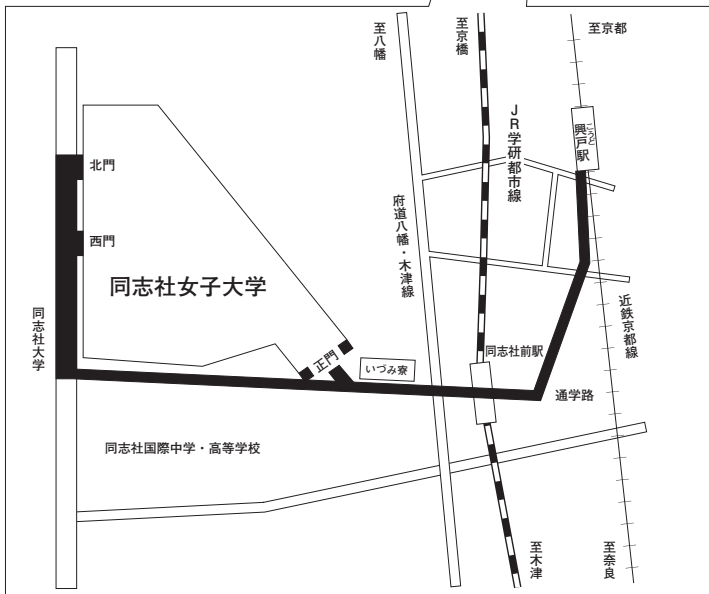 至八幡
至京橋
至京都
JR学研都市線
興戸駅
こうど
北門
府道八幡・木津線
西門
同志社女子大学
同志社大学
近鉄京都線
正門
いづみ寮
同志社前駅
通学路
同志社国際中学・高等学校
至木津
至奈良